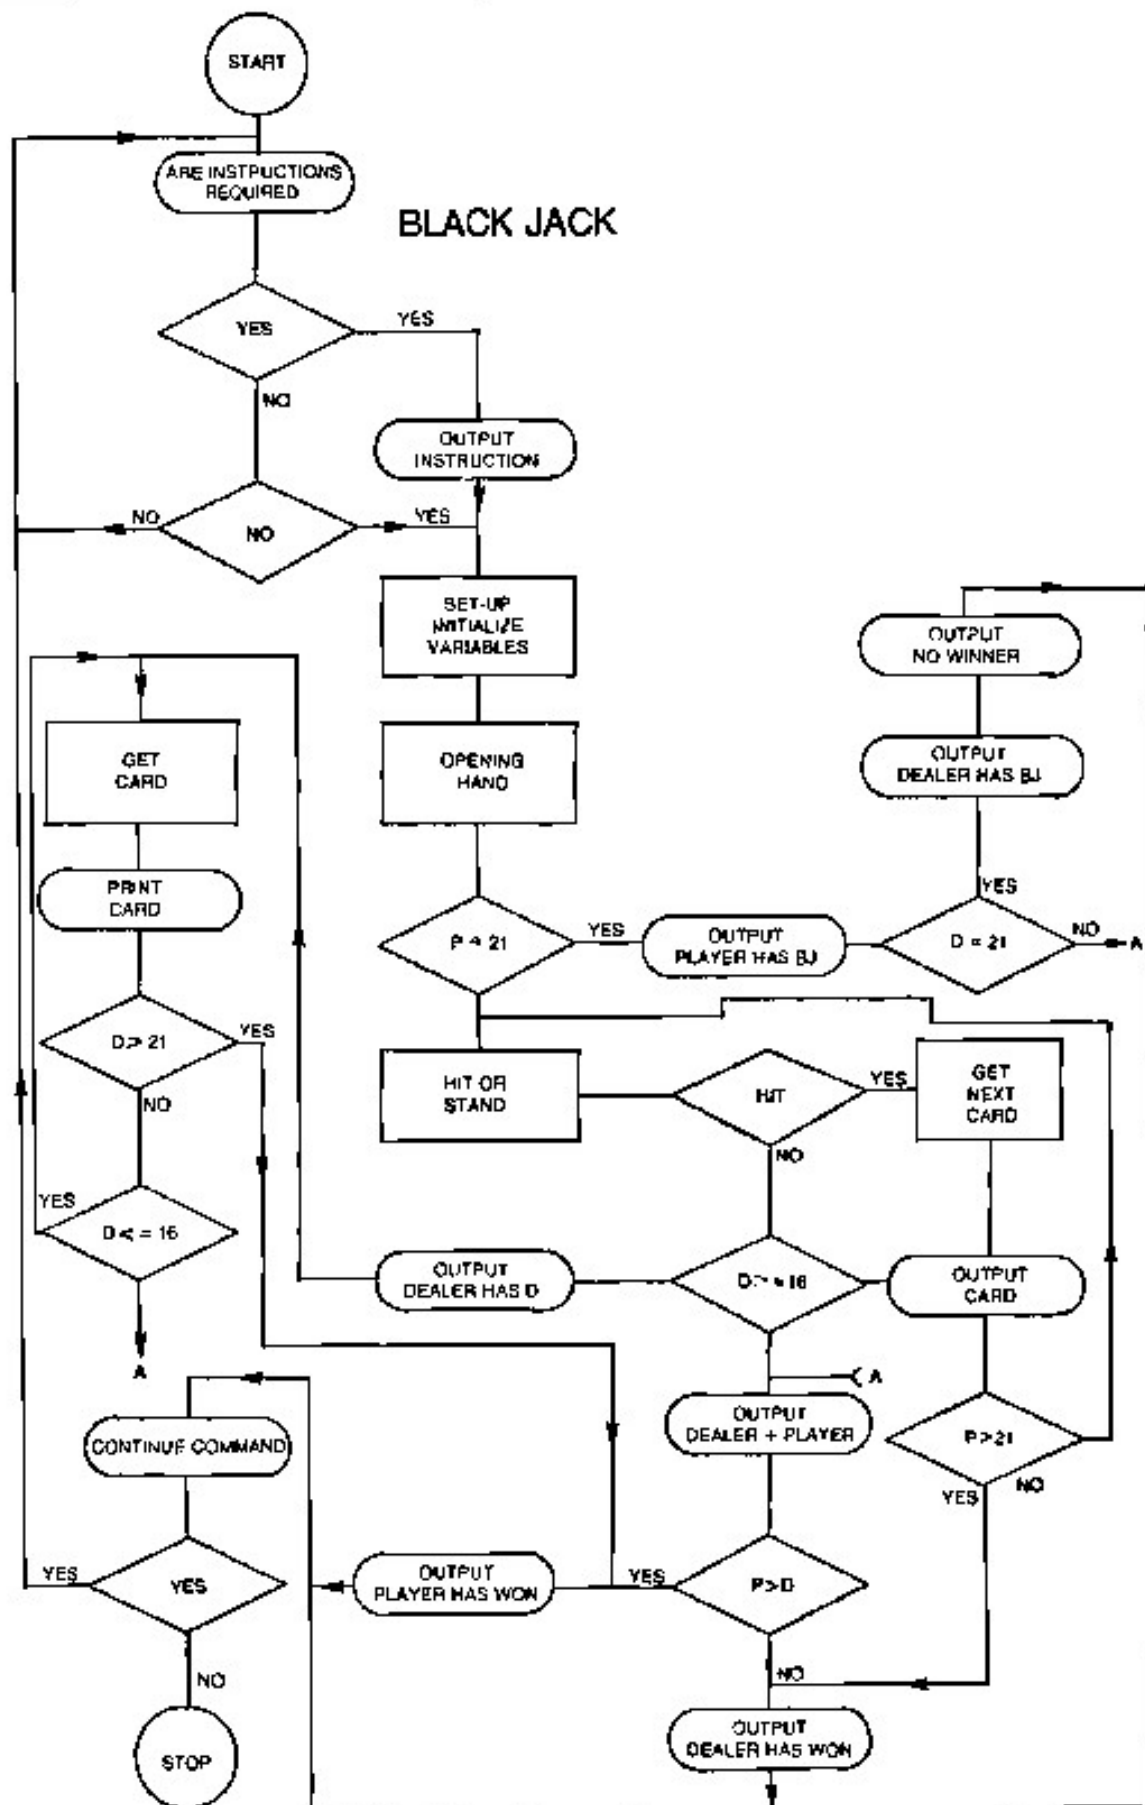 START
ARE INSTRUCTIONS
REQUIRED
BLACK JACK
YES
YES
NO
OUTPUT
INSTRUCTION
NO
NO
YES
SET-UP
INITIALIZE
VARIABLES
OPENING
HAND
P = 21
YES
OUTPUT
PLAYER HAS BJ
D = 21
YES
NO
A
OUTPUT
DEALER HAS BJ
OUTPUT
NO WINNER
GET
CARD
PRINT
CARD
D > 21
YES
NO
D < = 16
YES
A
HIT OR
STAND
HIT
YES
NO
GET
NEXT
CARD
OUTPUT
CARD
D > = 16
OUTPUT
DEALER HAS D
A
OUTPUT
DEALER + PLAYER
P > 21
YES
NO
P > D
YES
NO
OUTPUT
PLAYER HAS WON
OUTPUT
DEALER HAS WON
CONTINUE COMMAND
YES
YES
NO
STOP